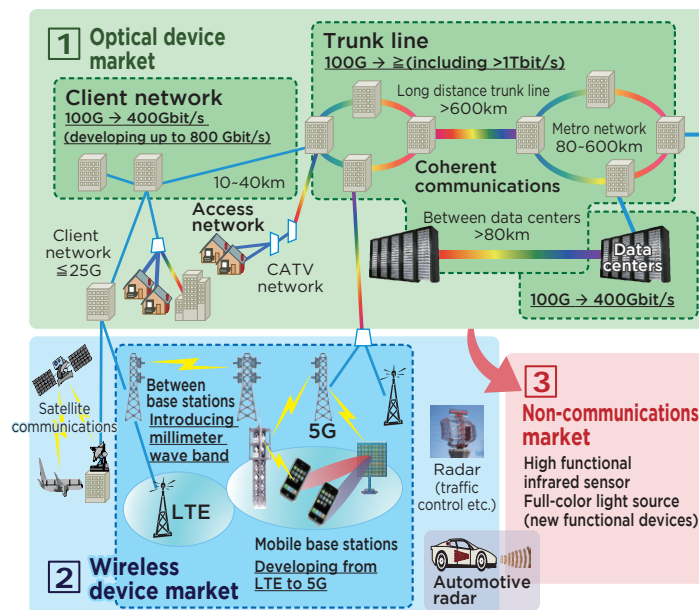 1 Optical device
market
Trunk line
100G → ≧(including >1Tbit/s)
Client network
100G → 400Gbit/s
(developing up to 800 Gbit/s)
Long distance trunk line
>600km
Metro network
80~600km
Coherent
communications
10~40km
Access
network
Client
network
≦25G
CATV
network
Between data centers
>80km
Data
centers
100G → 400Gbit/s
Satellite
communications
Between
base stations
Introducing
millimeter
wave band
5G
LTE
Mobile base stations
Developing from
LTE to 5G
2 Wireless
device market
Radar
(traffic
control etc.)
Automotive
radar
3
Non-communications
market
High functional
infrared sensor
Full-color light source
(new functional devices)